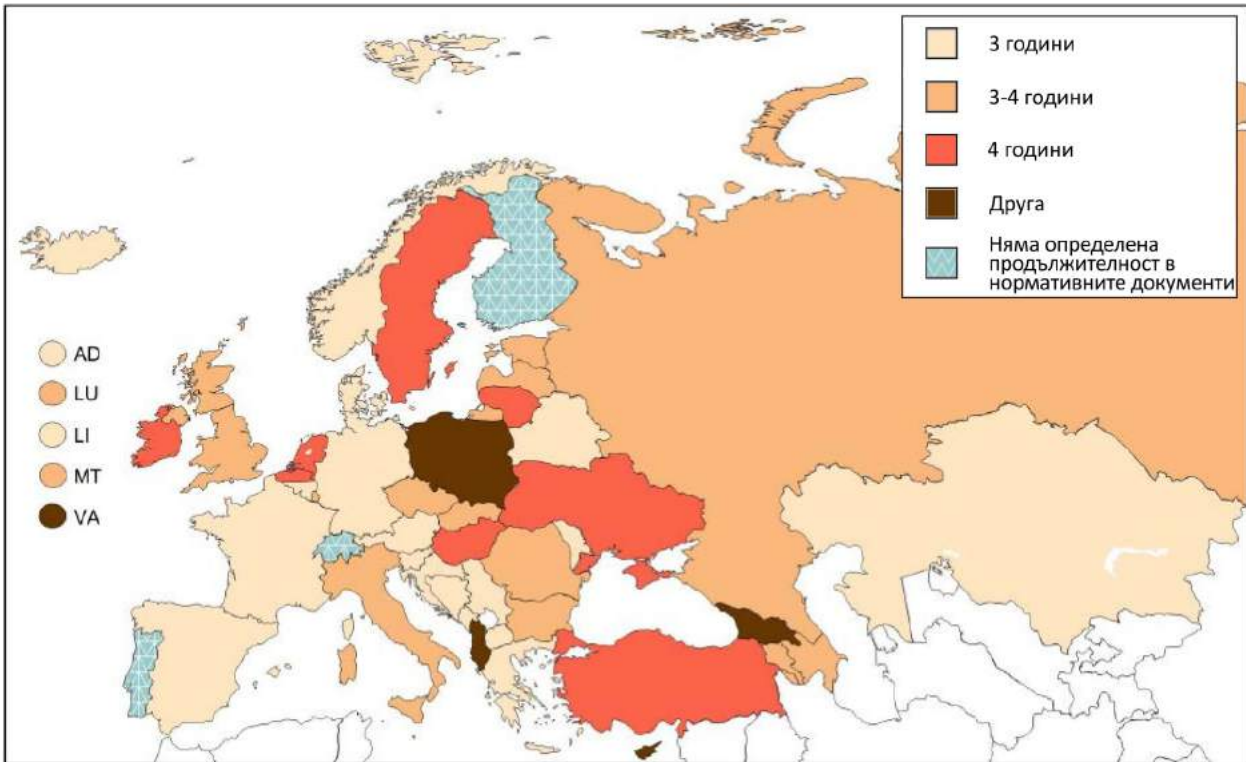 3 години
3-4 години
4 години
Друга
Няма определена
продължителност в
нормативните документи
AD
LU
LI
MT
VA